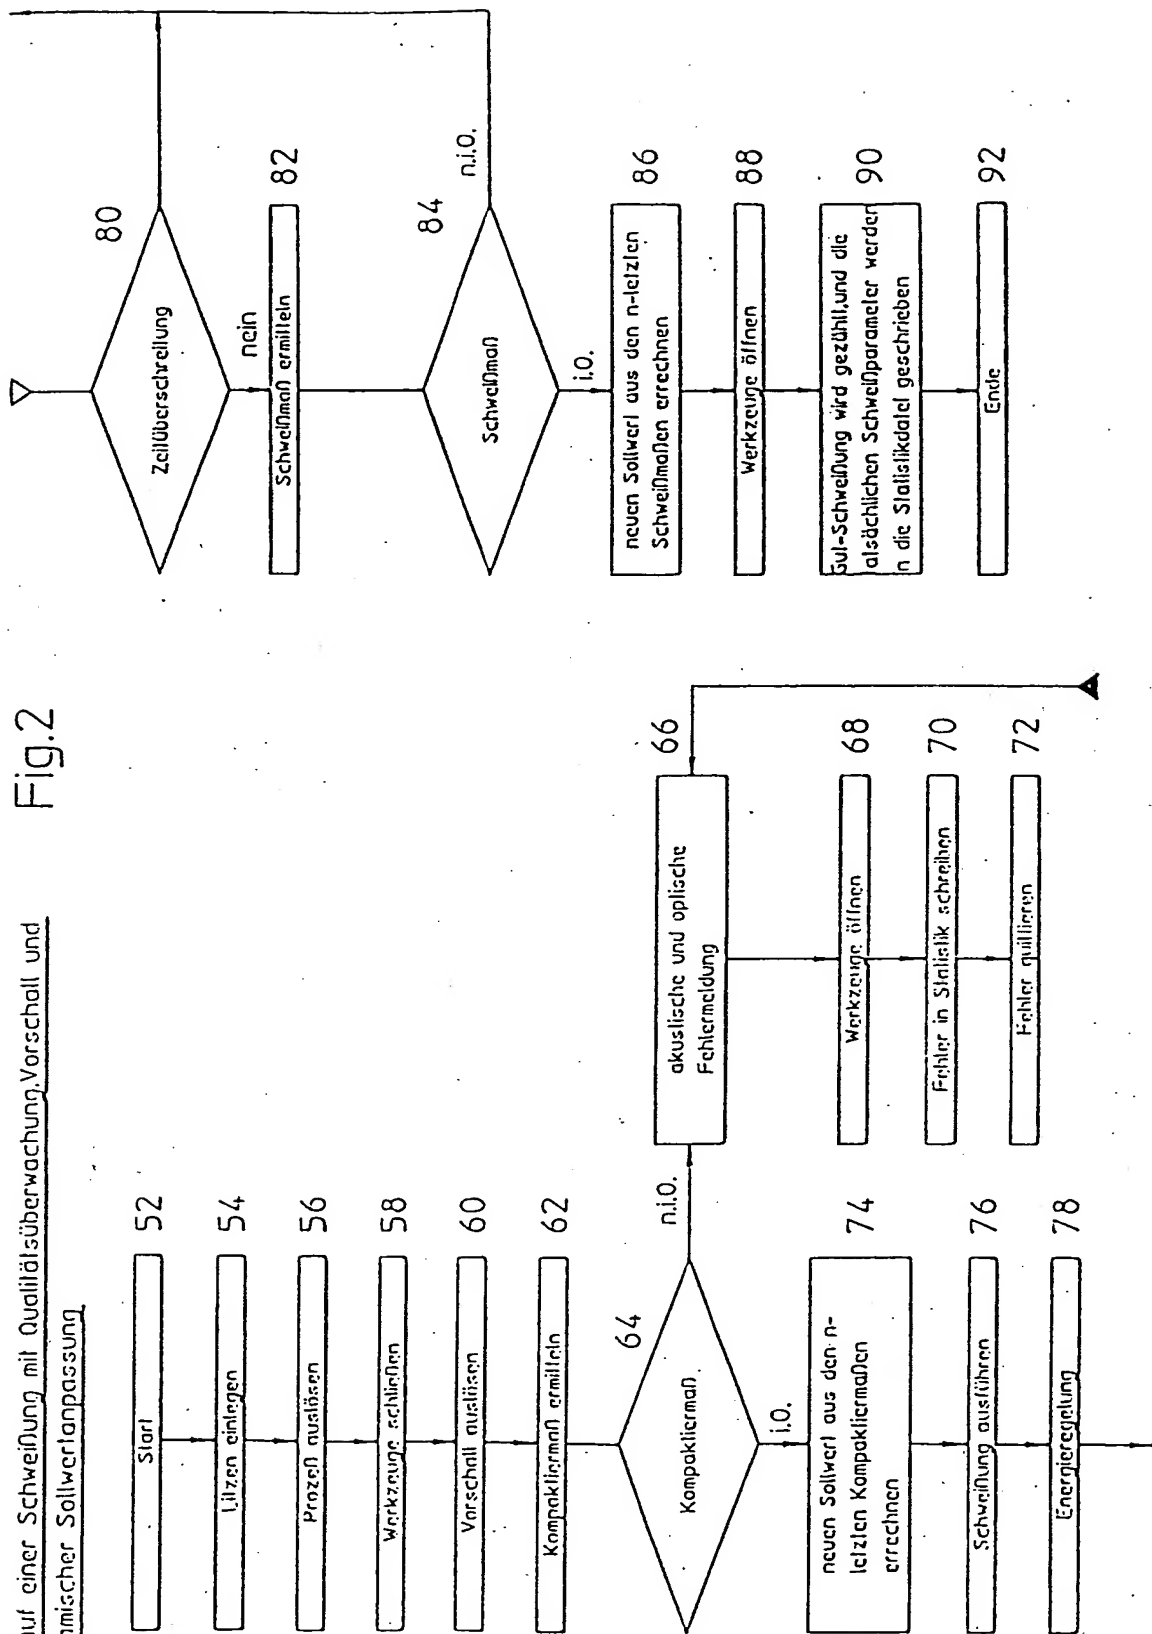 auf einer Schweißung mit Qualitätsüberwachung,Vorschall und
amischer Sollwertanpassung
Fig.2
Start
52
Litzen einlegen
54
Prozeß auslösen
56
Werkzeuge schließen
58
Vorschall auslösen
60
Kompaktiermaß ermitteln
62
64
Kompaktiermaß
n.i.O.
i.O.
akustische und optische
Fehlermeldung
66
Werkzeuge öffnen
68
Fehler in Statistik schreiben
70
Fehler quittieren
72
neuen Sollwert aus den n-
letzten Kompaktiermaßen
errechnen
74
Schweißung ausführen
76
Energieregelung
78
80
Zeitüberschreitung
nein
Schweißmaß ermitteln
82
84
Schweißmaß
n.i.O.
i.O.
neuen Sollwert aus den n-letzten
Schweißmaßen errechnen
86
Werkzeuge öffnen
88
Gut-Schweißung wird gezählt,und die
atsächlichen Schweißparameter werden
n die Statistikdatei geschrieben
90
Ende
92